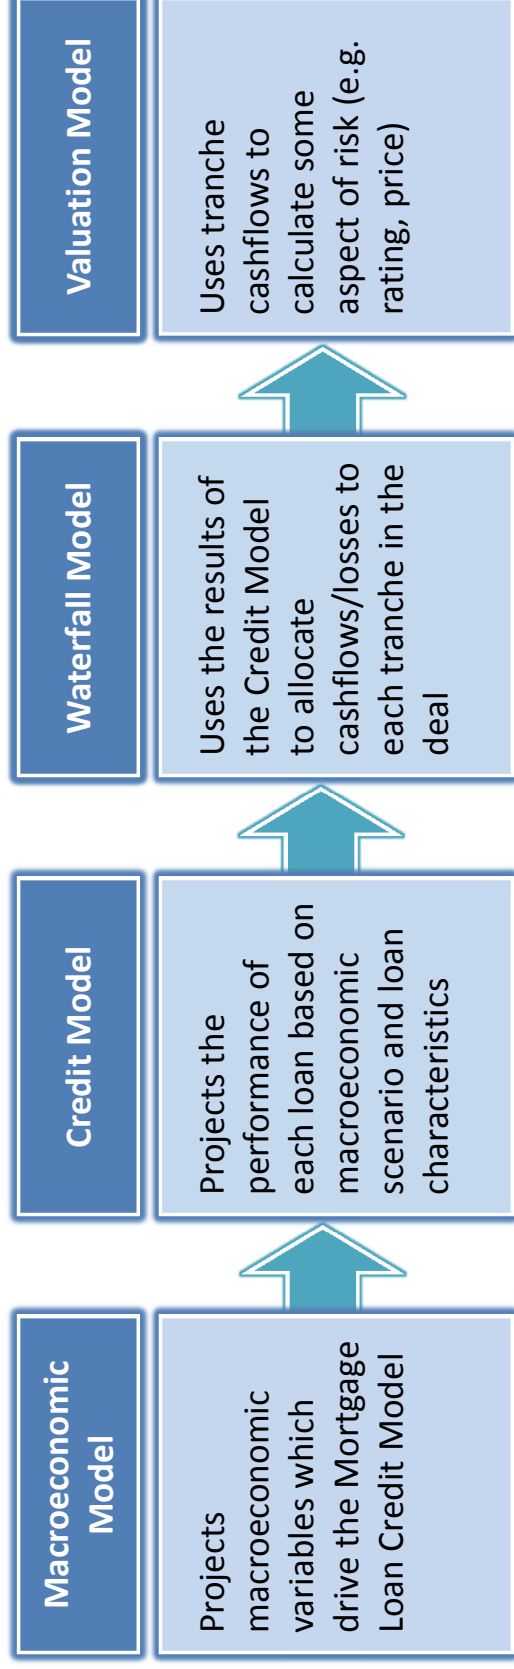 Macroeconomic
Model
Projects
macroeconomic
variables which
drive the Mortgage
Loan Credit Model
Credit Model
Projects the
performance of
each loan based on
macroeconomic
scenario and loan
characteristics
Waterfall Model
Uses the results of
the Credit Model
to allocate
cashflows/losses to
each tranche in the
deal
Valuation Model
Uses tranche
cashflows to
calculate some
aspect of risk (e.g.
rating, price)